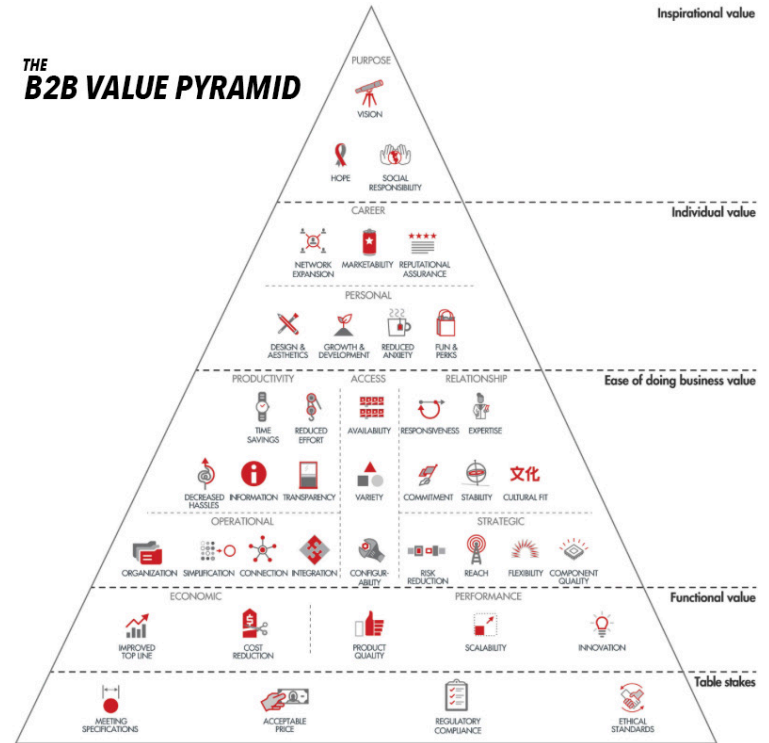 Inspirational value
THE
B2B VALUE PYRAMID
PURPOSE
VISION
HOPE
SOCIAL
RESPONSIBILITY
Individual value
CAREER
NETWORK
EXPANSION
MARKETABILITY
REPUTATIONAL
ASSURANCE
PERSONAL
DESIGN &
AESTHETICS
GROWTH &
DEVELOPMENT
REDUCED
ANXIETY
FUN &
PERKS
Ease of doing business value
PRODUCTIVITY
TIME
SAVINGS
REDUCED
EFFORT
DECREASED
HASSLES
INFORMATION
TRANSPARENCY
ACCESS
AVAILABILITY
VARIETY
CONFIGUR-
ABILITY
RELATIONSHIP
RESPONSIVENESS
EXPERTISE
COMMITMENT
STABILITY
文化
CULTURAL FIT
OPERATIONAL
ORGANIZATION
SIMPLIFICATION
CONNECTION
INTEGRATION
STRATEGIC
RISK
REDUCTION
REACH
FLEXIBILITY
COMPONENT
QUALITY
Functional value
ECONOMIC
IMPROVED
TOP LINE
$
COST
REDUCTION
PERFORMANCE
PRODUCT
QUALITY
SCALABILITY
INNOVATION
Table stakes
MEETING
SPECIFICATIONS
ACCEPTABLE
PRICE
REGULATORY
COMPLIANCE
ETHICAL
STANDARDS